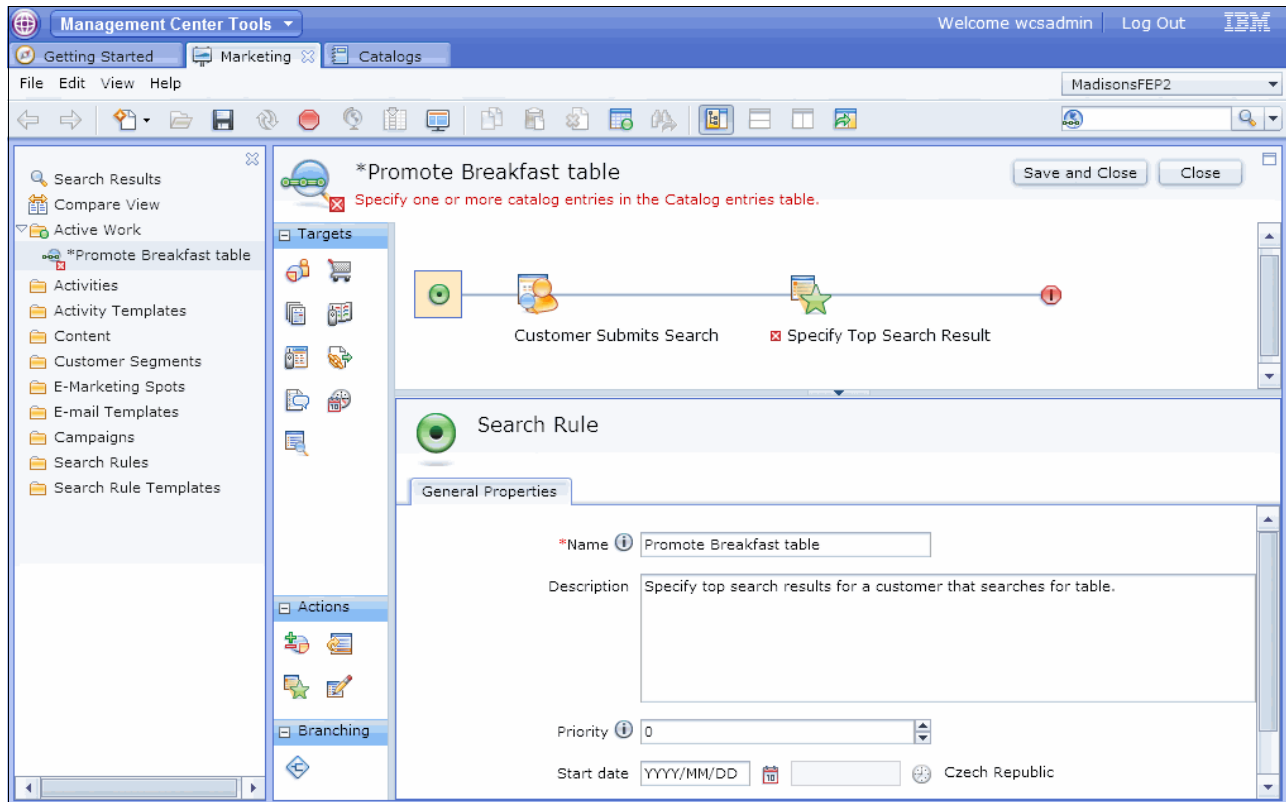 Management Center Tools
Welcome wcsadmin Log Out IBM
Getting Started Marketing Catalogs
File Edit View Help
MadisonsFEP2
Search Results
Compare View
Active Work
*Promote Breakfast table
Activities
Activity Templates
Content
Customer Segments
E-Marketing Spots
E-mail Templates
Campaigns
Search Rules
Search Rule Templates
*Promote Breakfast table
Specify one or more catalog entries in the Catalog entries table.
Save and Close Close
Targets
Customer Submits Search
Specify Top Search Result
Actions
Branching
Search Rule
General Properties
*Name Promote Breakfast table
Description Specify top search results for a customer that searches for table.
Priority 0
Start date YYYY/MM/DD 10 Czech Republic